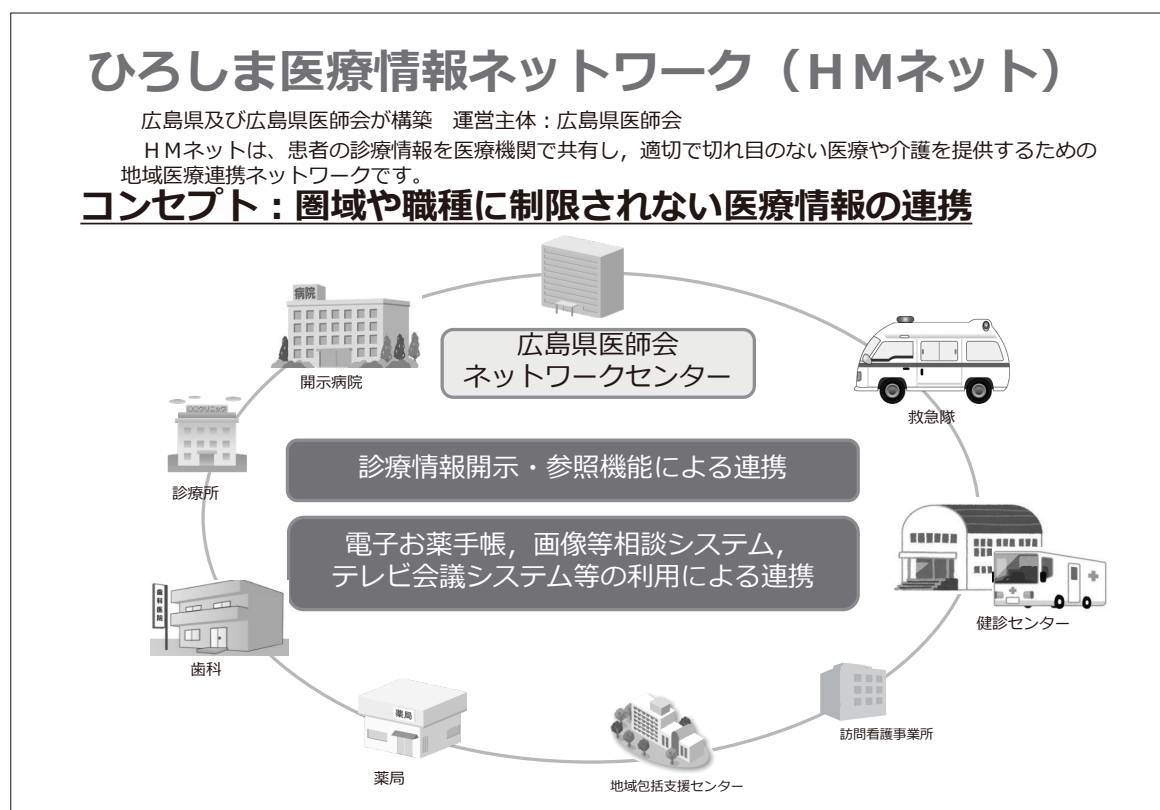 ひろしま医療情報ネットワーク（ＨＭネット）
広島県及び広島県医師会が構築　運営主体：広島県医師会
ＨＭネットは、患者の診療情報を医療機関で共有し，適切で切れ目のない医療や介護を提供するための
地域医療連携ネットワークです。
コンセプト：圏域や職種に制限されない医療情報の連携
病院
開示病院
広島県医師会
ネットワークセンター
救急隊
〇〇クリニック
診療所
診療情報開示・参照機能による連携
電子お薬手帳，画像等相談システム，
テレビ会議システム等の利用による連携
健診センター
歯科医院
歯科
薬局
薬局
地域包括支援センター
訪問看護事業所